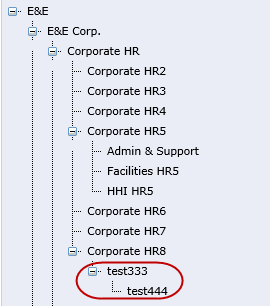 E&E
E&E Corp.
Corporate HR
Corporate HR2
Corporate HR3
Corporate HR4
Corporate HR5
Admin & Support
Facilities HR5
HHI HR5
Corporate HR6
Corporate HR7
Corporate HR8
test333
test444